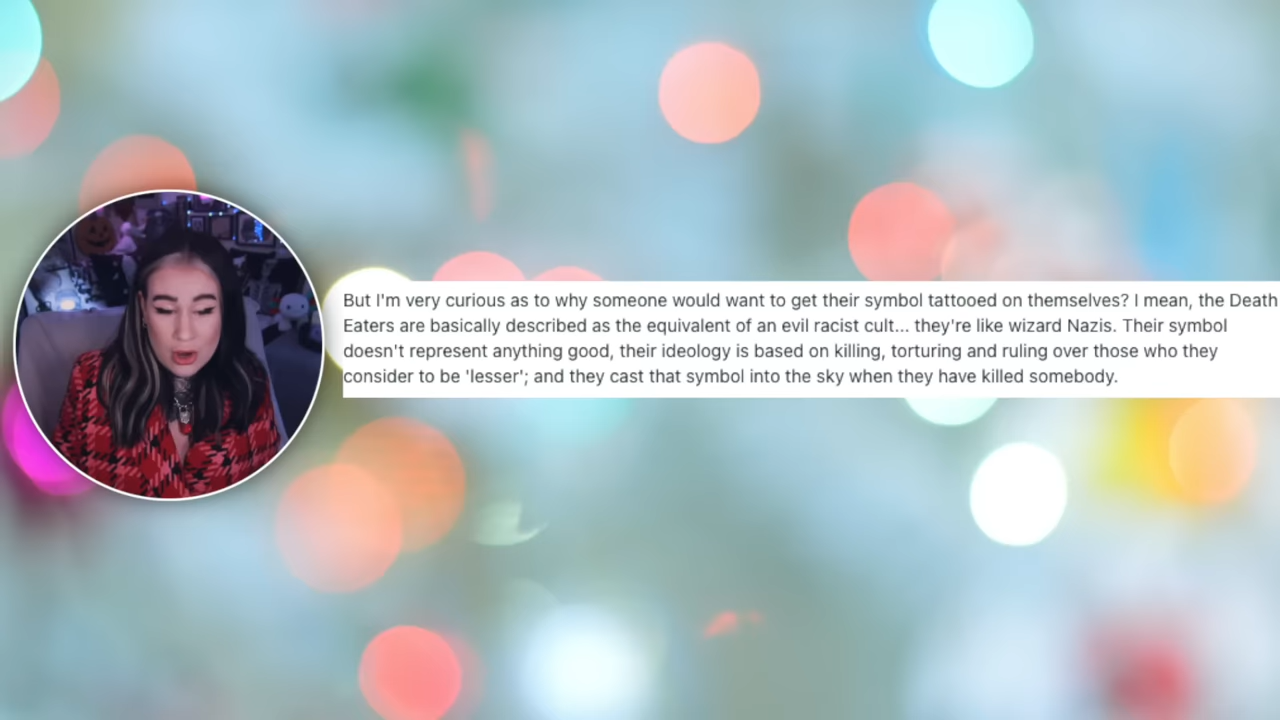 But I'm very curious as to why someone would want to get their symbol tattooed on themselves? I mean, the Death
Eaters are basically described as the equivalent of an evil racist cult... they're like wizard Nazis. Their symbol
doesn't represent anything good, their ideology is based on killing, torturing and ruling over those who they
consider to be 'lesser'; and they cast that symbol into the sky when they have killed somebody.